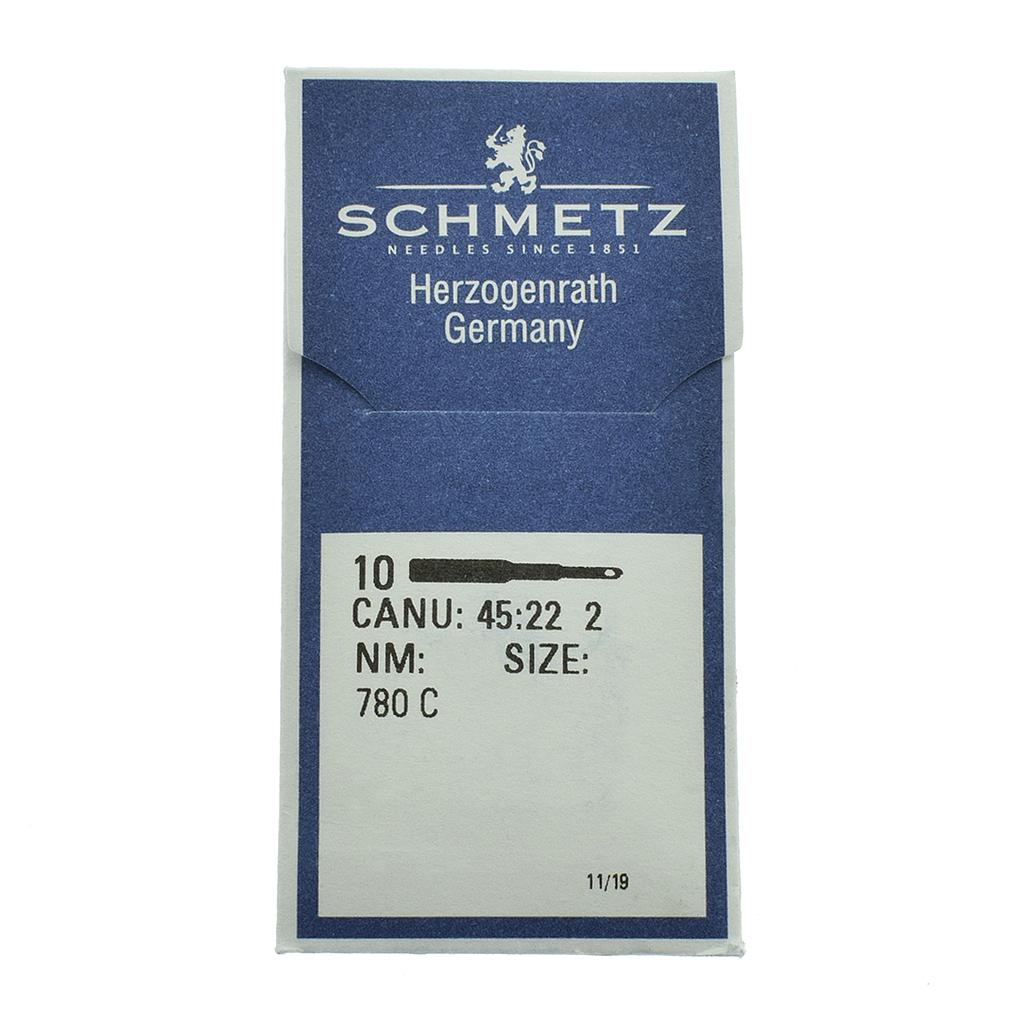 SCHMETZ
NEEDLES SINCE 1851
Herzogenrath
Germany
10
CANU: 45:22 2
NM: SIZE:
780 C
11/19